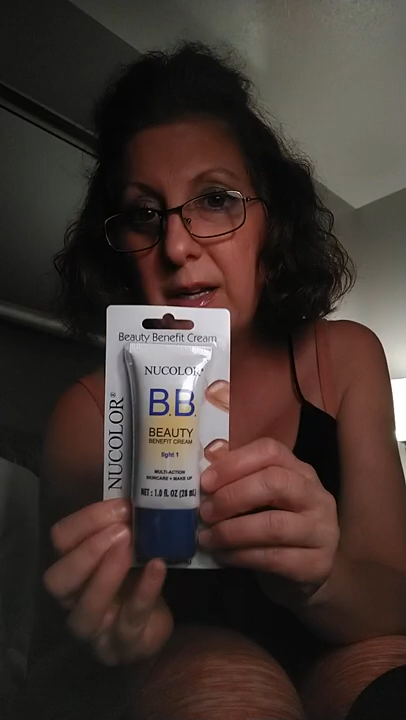 Beauty Benefit Cream
NUCOLOR®
NUCOLOR®
B.B.
BEAUTY
BENEFIT CREAM
light 1
MULTI-ACTION
SKINCARE + MAKE UP
NET : 1.0 fl. OZ (28 mL)